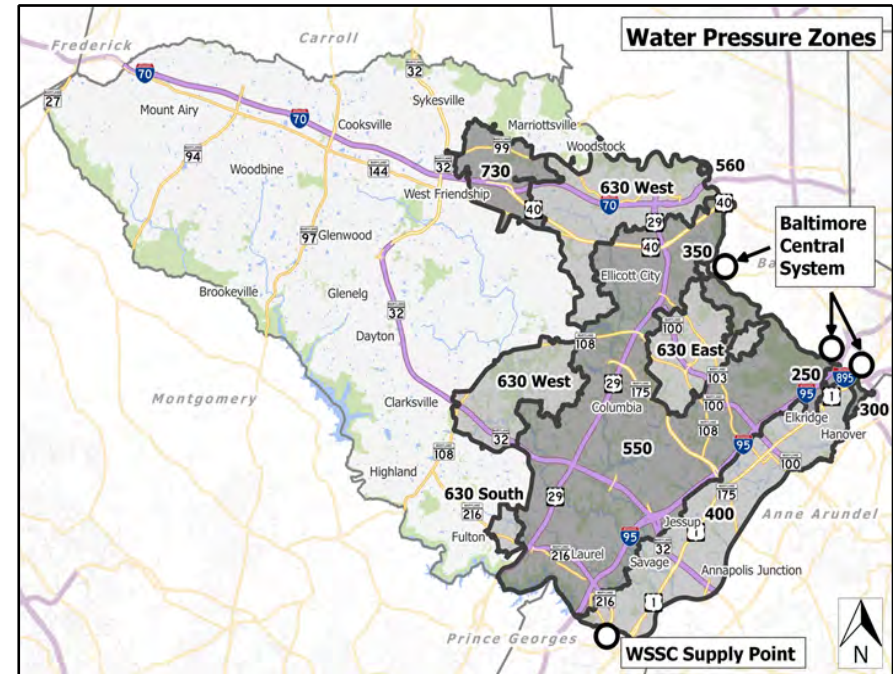 Water Pressure Zones
Frederick
Carroll
70
27
Mount Airy
32
Sykesville
70
Cooksville
Marriottsville
99
Woodstock
94
Woodbine
144
32
730
560
West Friendship
630 West
70
40
29
40
97
Glenwood
40
350
Baltimore
Central
System
Ba
Ellicott City
Brookeville
Glenelg
32
Dayton
108
100
630 East
630 West
29
175
103
250
895
Clarksville
Columbia
100
95
1
300
Elkridge
32
108
550
108
95
Hanover
100
Montgomery
Highland
630 South
29
175
400
Anne Arundel
216
Jessup
1
Fulton
95
216
Laurel
32
Savage
Annapolis Junction
216
1
Prince Georges
WSSC Supply Point
N